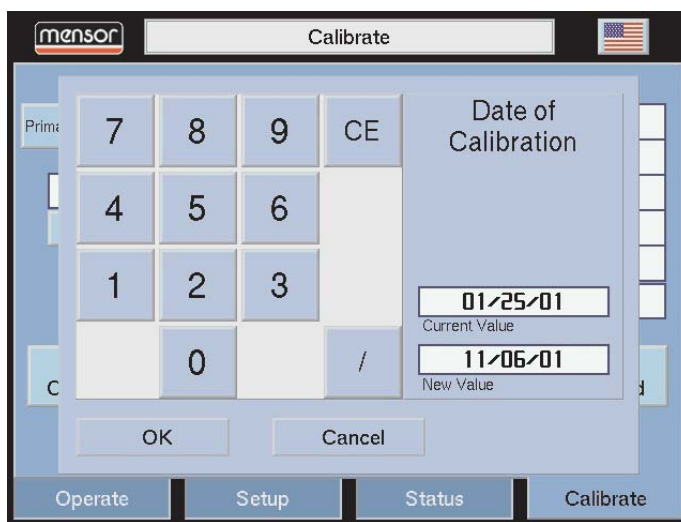 mensor
Calibrate
Prima
7 8 9 CE
4 5 6
1 2 3
0 /
Date of
Calibration
01/25/01
Current Value
11/06/01
New Value
C
d
OK Cancel
Operate Setup Status Calibrate